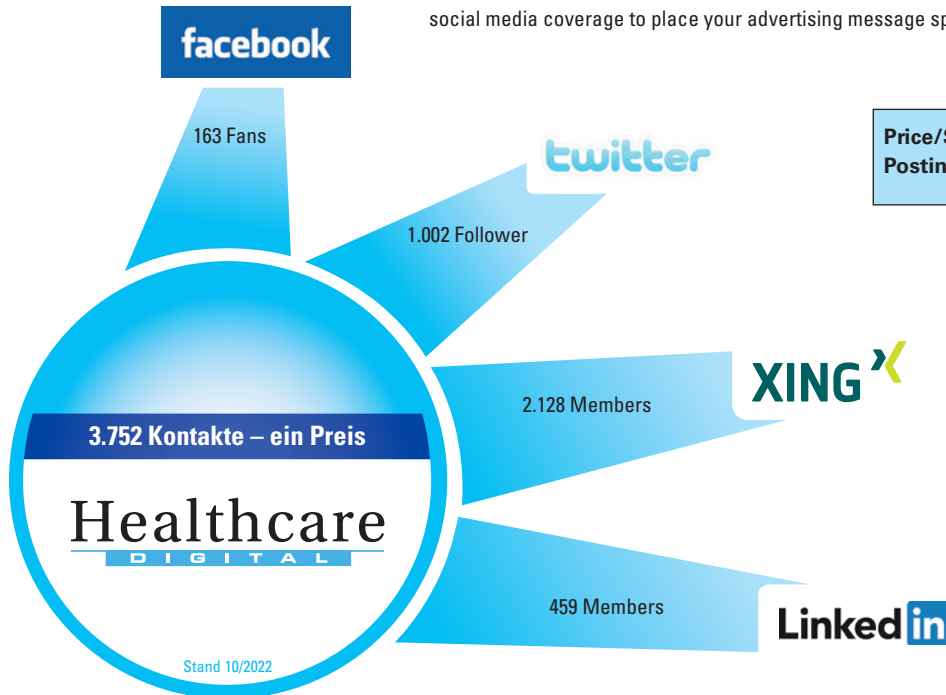 social media coverage to place your advertising message
facebook
163 Fans
twitter
Price/
Postin
1.002 Follower
XING
2.128 Members
3.752 Kontakte – ein Preis
Healthcare
DIGITAL
459 Members
Linked in
Stand 10/2022